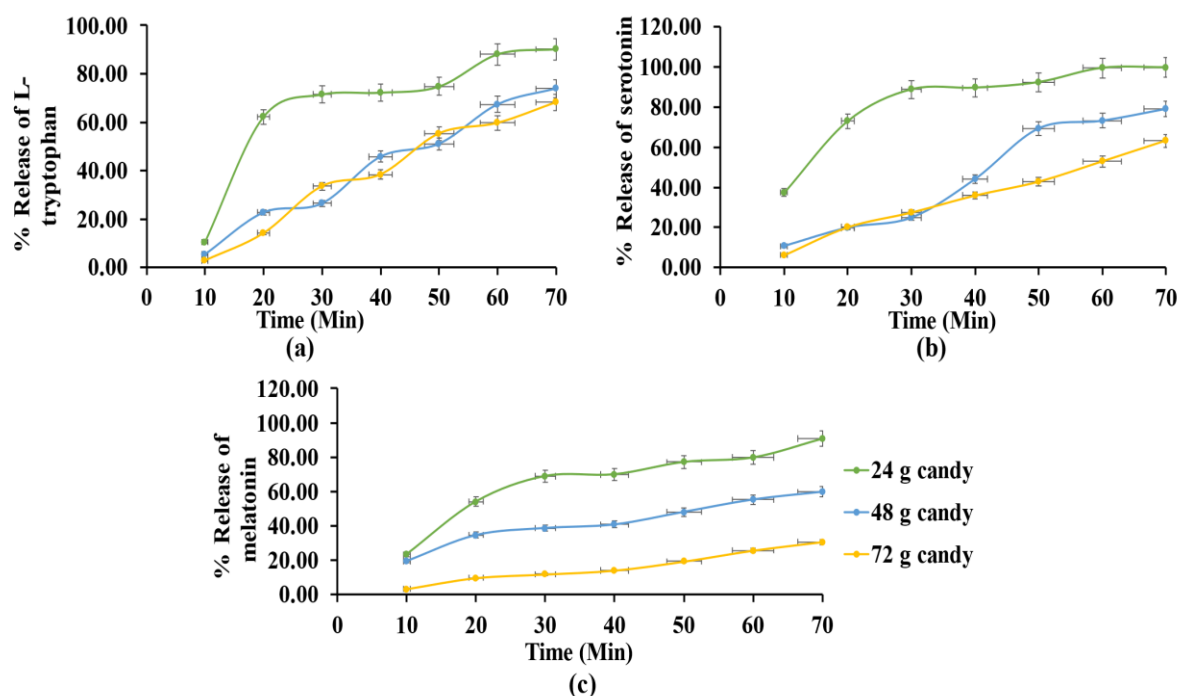 100.00
80.00
60.00
40.00
20.00
0.00
% Release of L-
tryptophan
0 10 20 30 40 50 60 70
Time (Min)
(a)
120.00
100.00
80.00
60.00
40.00
20.00
0.00
% Release of serotonin
0 10 20 30 40 50 60 70
Time (Min)
(b)
120.00
100.00
80.00
60.00
40.00
20.00
0.00
% Release of
melatonin
0 10 20 30 40 50 60 70
Time (Min)
(c)
24 g candy
48 g candy
72 g candy